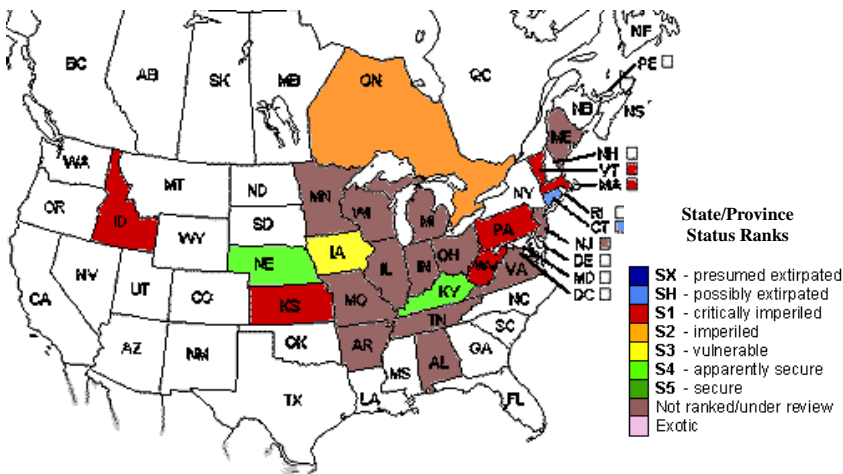 NF
PE
BC
AB
SK
MB
ON
QC
NB
NS
ME
WA
MT
ND
MN
NH
VT
MA
OR
ID
SD
WI
MI
NY
RI
CT
WY
NE
IA
PA
NJ
DE
MD
DC
NV
UT
CO
KS
MO
IL
IN
OH
WV
VA
KY
CA
AZ
NM
OK
AR
TN
NC
SC
TX
LA
MS
AL
GA
FL
State/Province
Status Ranks
SX - presumed extirpated
SH - possibly extirpated
S1 - critically imperiled
S2 - imperiled
S3 - vulnerable
S4 - apparently secure
S5 - secure
Not ranked/under review
Exotic